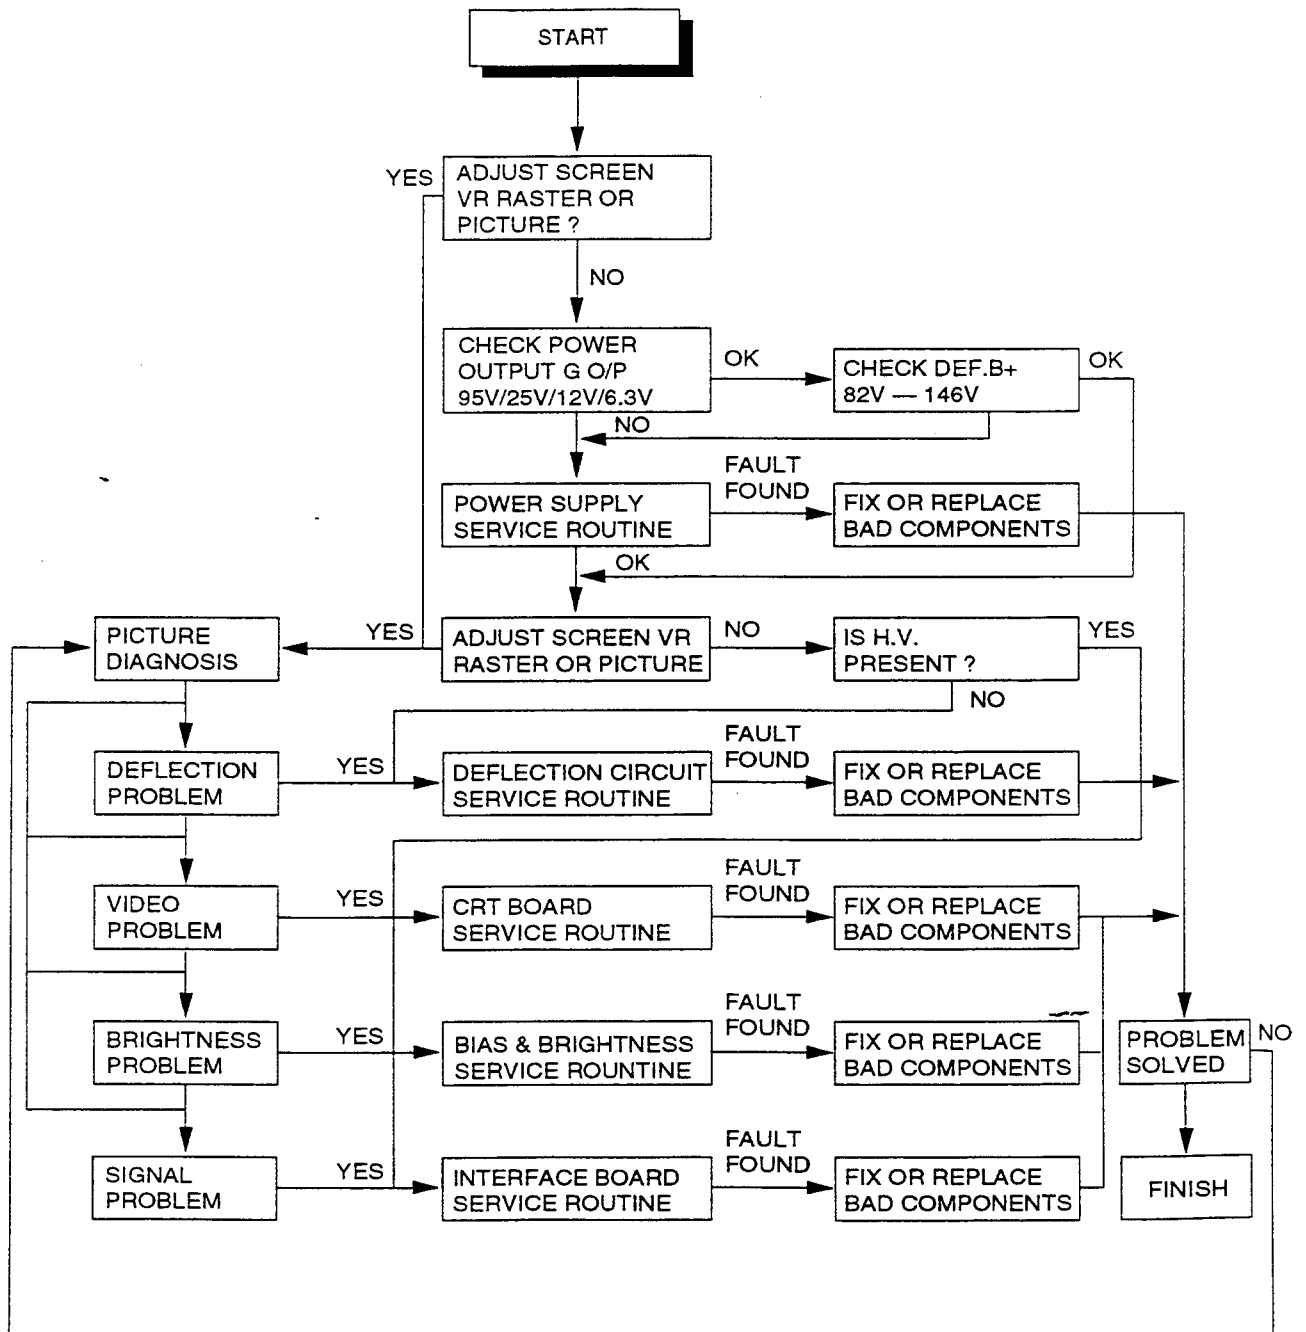 START
YES
ADJUST SCREEN
VR RASTER OR
PICTURE ?
NO
CHECK POWER
OUTPUT G O/P
95V/25V/12V/6.3V
OK
CHECK DEF.B+
82V — 146V
OK
NO
POWER SUPPLY
SERVICE ROUTINE
FAULT
FOUND
FIX OR REPLACE
BAD COMPONENTS
OK
PICTURE
DIAGNOSIS
YES
ADJUST SCREEN VR
RASTER OR PICTURE
NO
IS H.V.
PRESENT ?
YES
NO
DEFLECTION
PROBLEM
YES
DEFLECTION CIRCUIT
SERVICE ROUTINE
FAULT
FOUND
FIX OR REPLACE
BAD COMPONENTS
VIDEO
PROBLEM
YES
CRT BOARD
SERVICE ROUTINE
FAULT
FOUND
FIX OR REPLACE
BAD COMPONENTS
BRIGHTNESS
PROBLEM
YES
BIAS & BRIGHTNESS
SERVICE ROUNTINE
FAULT
FOUND
FIX OR REPLACE
BAD COMPONENTS
PROBLEM
SOLVED
NO
SIGNAL
PROBLEM
YES
INTERFACE BOARD
SERVICE ROUTINE
FAULT
FOUND
FIX OR REPLACE
BAD COMPONENTS
FINISH